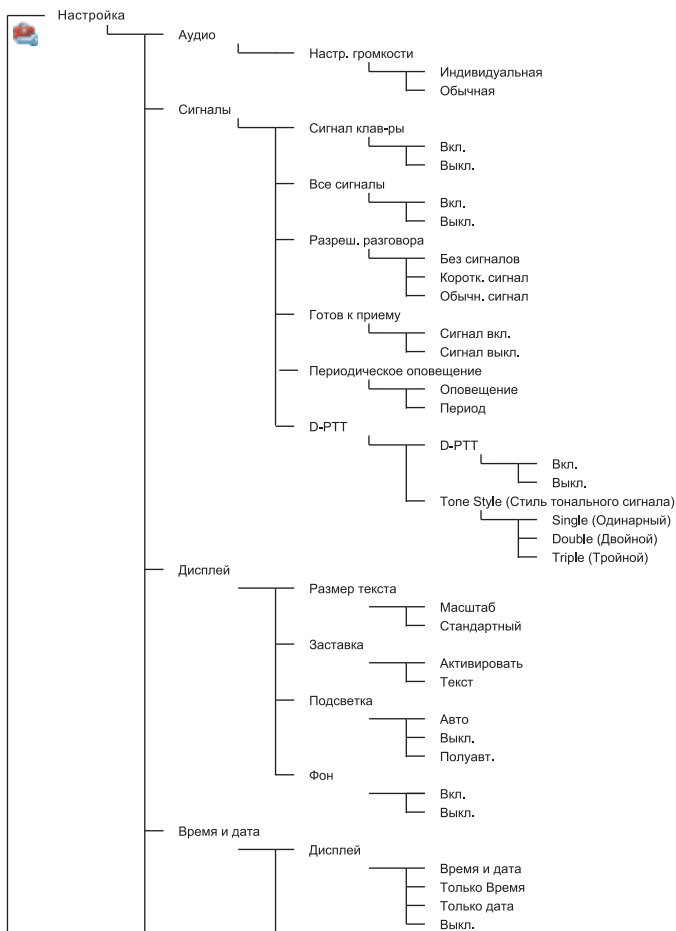 Настройка
Аудио
Настр. громкости
Индивидуальная
Обычная
Сигналы
Сигнал клав-ры
Вкл.
Выкл.
Все сигналы
Вкл.
Выкл.
Разреш. разговора
Без сигналов
Коротк. сигнал
Обычн. сигнал
Готов к приему
Сигнал вкл.
Сигнал выкл.
Периодическое оповещение
Оповещение
Период
D-PTT
D-PTT
Вкл.
Выкл.
Tone Style (Стиль тонального сигнала)
Single (Одинарный)
Double (Двойной)
Triple (Тройной)
Дисплей
Размер текста
Масштаб
Стандартный
Заставка
Активировать
Текст
Подсветка
Авто
Выкл.
Полуавт.
Фон
Вкл.
Выкл.
Время и дата
Дисплей
Время и дата
Только Время
Только дата
Выкл.